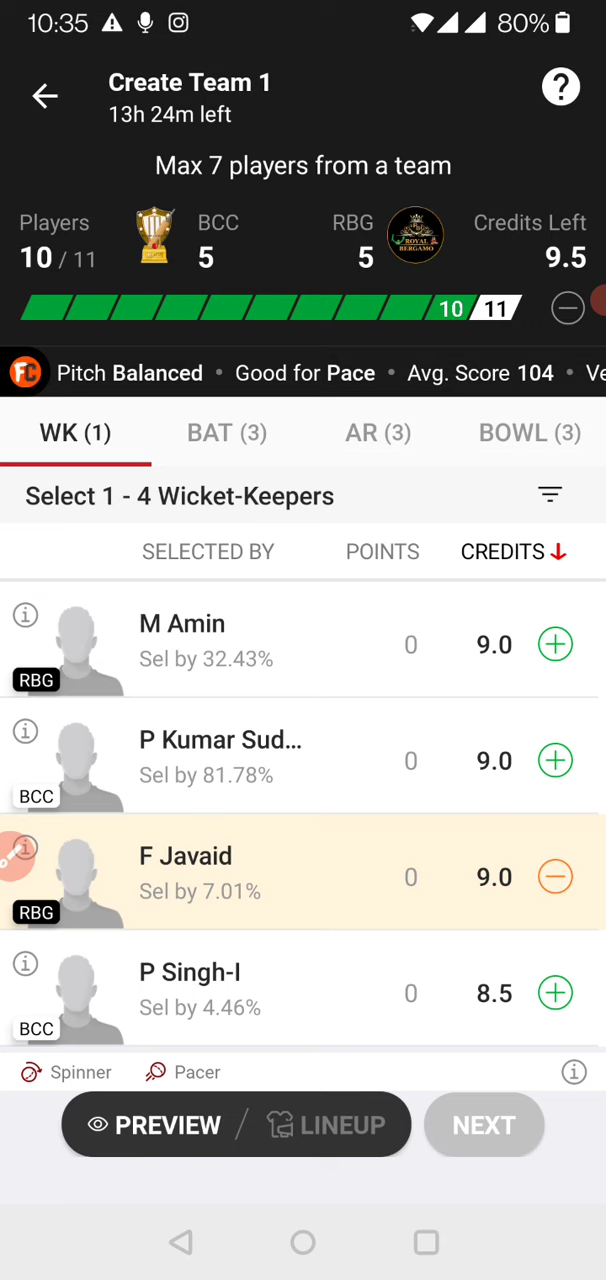 10:35 80%
Create Team 1
13h 24m left
?
Max 7 players from a team
Players BCC RBG Credits Left
10 / 11 5 5 9.5
ROYAL
BERGAMO
10 11
FC Pitch Balanced • Good for Pace • Avg. Score 104 • Ve
WK (1) BAT (3) AR (3) BOWL (3)
Select 1 - 4 Wicket-Keepers
SELECTED BY POINTS CREDITS
M Amin
Sel by 32.43% 0 9.0
RBG
P Kumar Sud...
Sel by 81.78% 0 9.0
BCC
F Javaid
Sel by 7.01% 0 9.0
RBG
P Singh-I
Sel by 4.46% 0 8.5
BCC
Spinner Pacer
PREVIEW / LINEUP NEXT